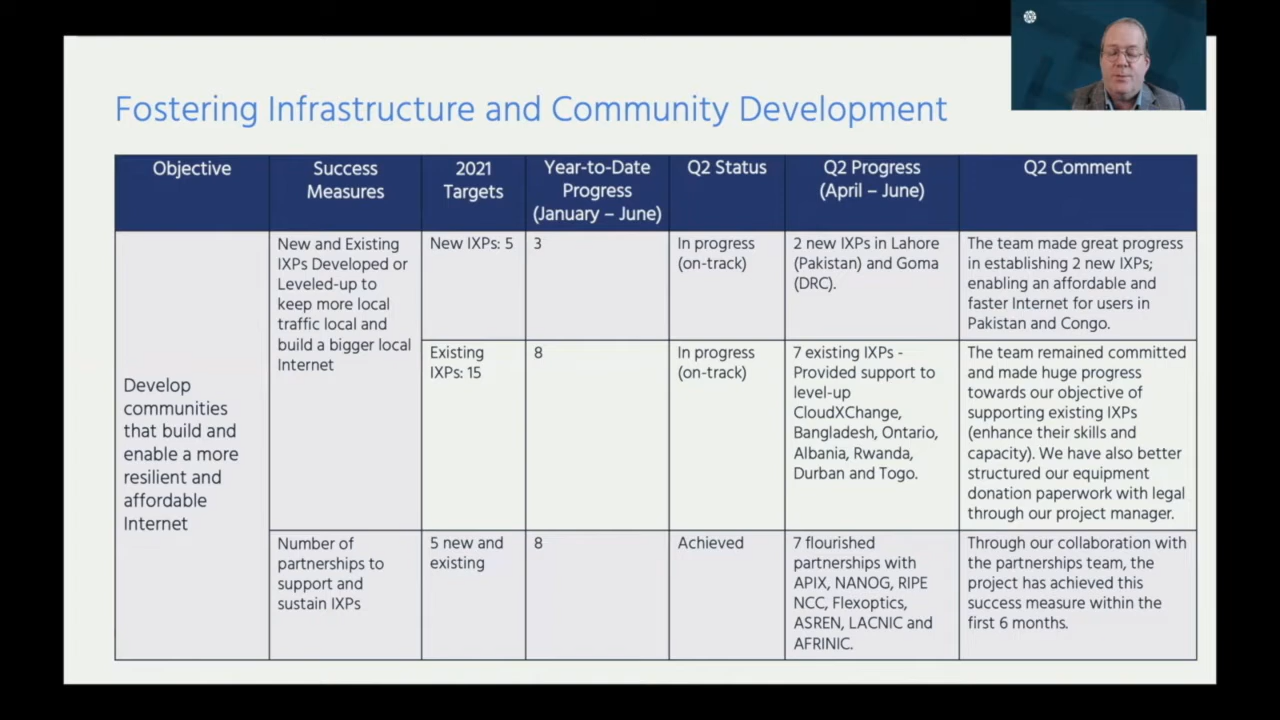 Fostering Infrastructure and Community Development
Objective
Success
Measures
2021
Targets
Year-to-Date
Progress
(January – June)
Q2 Status
Q2 Progress
(April – June)
Q2 Comment
Develop
communities
that build and
enable a more
resilient and
affordable
Internet
New and Existing
IXPs Developed or
Leveled-up to
keep more local
traffic local and
build a bigger local
Internet
New IXPs: 5
3
In progress
(on-track)
2 new IXPs in Lahore
(Pakistan) and Goma
(DRC).
The team made great progress
in establishing 2 new IXPs;
enabling an affordable and
faster Internet for users in
Pakistan and Congo.
Existing
IXPs: 15
8
In progress
(on-track)
7 existing IXPs -
Provided support to
level-up
CloudXChange,
Bangladesh, Ontario,
Albania, Rwanda,
Durban and Togo.
The team remained committed
and made huge progress
towards our objective of
supporting existing IXPs
(enhance their skills and
capacity). We have also better
structured our equipment
donation paperwork with legal
through our project manager.
Number of
partnerships to
support and
sustain IXPs
5 new and
existing
8
Achieved
7 flourished
partnerships with
APIX, NANOG, RIPE
NCC, Flexoptics,
ASREN, LACNIC and
AFRINIC.
Through our collaboration with
the partnerships team, the
project has achieved this
success measure within the
first 6 months.